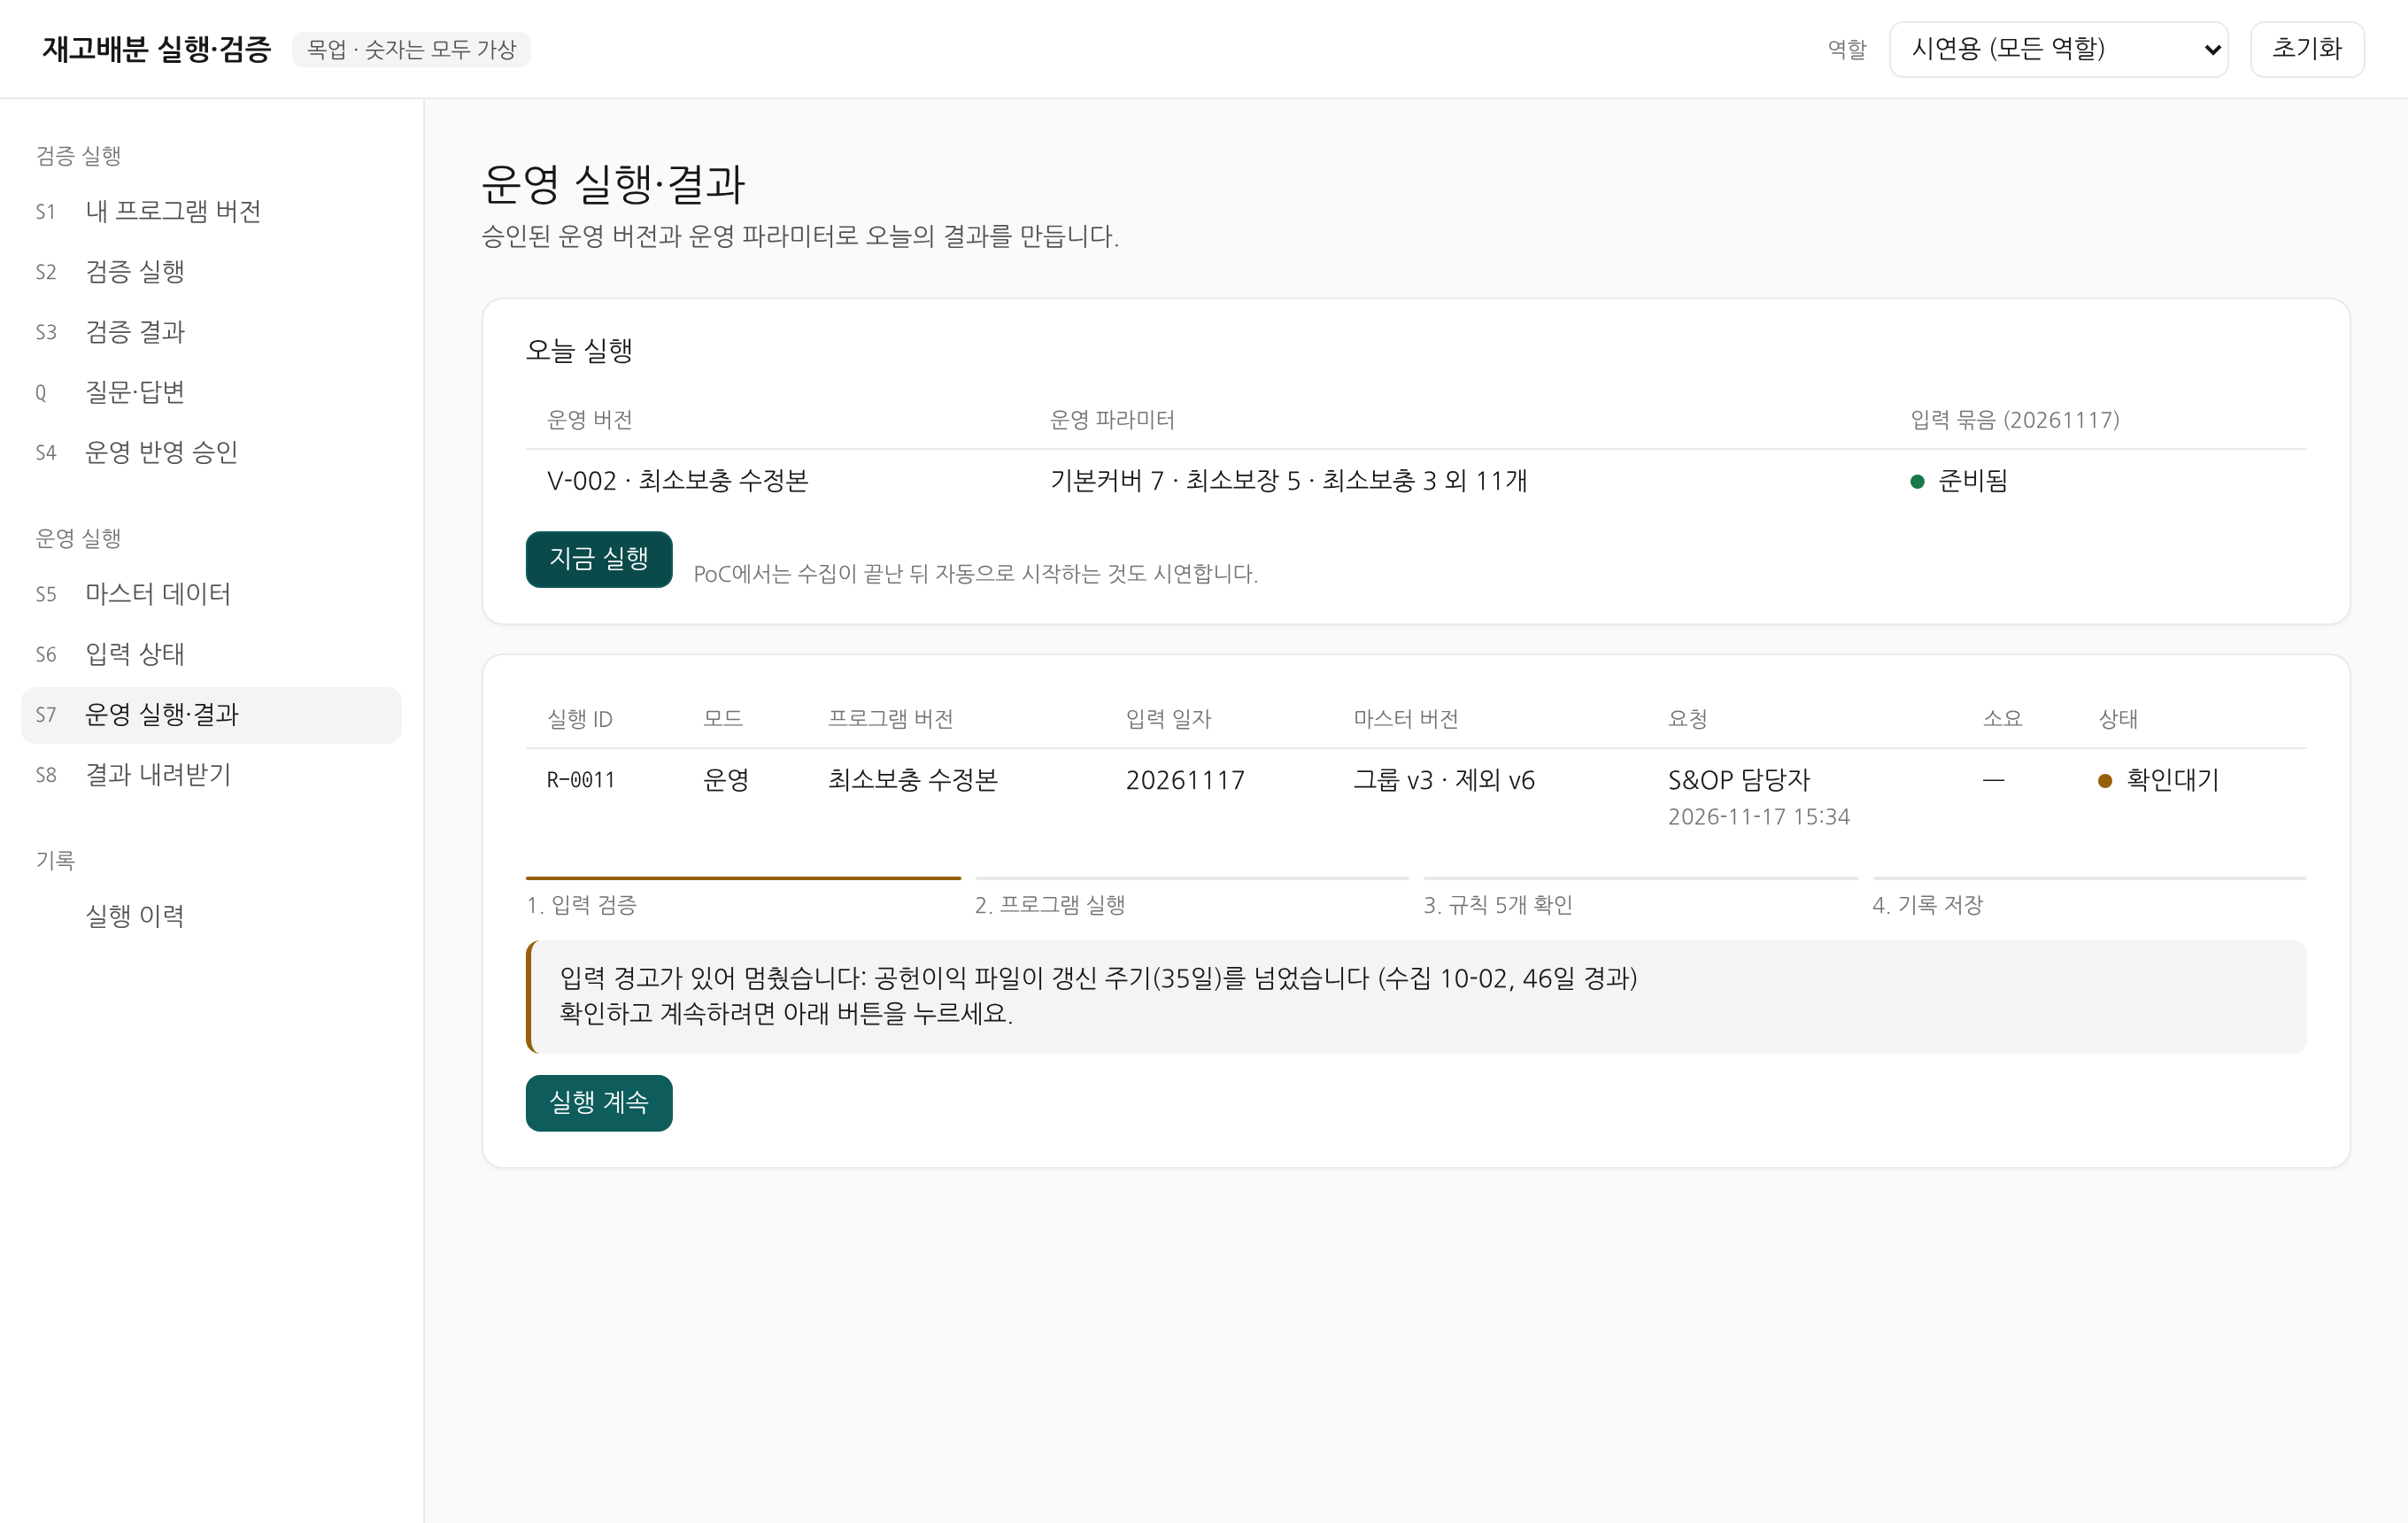 재고배분 실행·검증
목업 · 숫자는 모두 가상
역할
시연용 (모든 역할)
초기화
검증 실행
S1 내 프로그램 버전
S2 검증 실행
S3 검증 결과
Q 질문·답변
S4 운영 반영 승인
운영 실행
S5 마스터 데이터
S6 입력 상태
S7 운영 실행·결과
S8 결과 내려받기
기록
실행 이력
운영 실행·결과
승인된 운영 버전과 운영 파라미터로 오늘의 결과를 만듭니다.
오늘 실행
운영 버전 운영 파라미터 입력 묶음 (20261117)
V-002 · 최소보충 수정본 기본커버 7 · 최소보장 5 · 최소보충 3 외 11개 준비됨
지금 실행 PoC에서는 수집이 끝난 뒤 자동으로 시작하는 것도 시연합니다.
실행 ID 모드 프로그램 버전 입력 일자 마스터 버전 요청 소요 상태
R-0011 운영 최소보충 수정본 20261117 그룹 v3 · 제외 v6 S&OP 담당자 — 확인대기
2026-11-17 15:34
1. 입력 검증 2. 프로그램 실행 3. 규칙 5개 확인 4. 기록 저장
입력 경고가 있어 멈췄습니다: 공헌이익 파일이 갱신 주기(35일)를 넘었습니다 (수집 10-02, 46일 경과)
확인하고 계속하려면 아래 버튼을 누르세요.
실행 계속